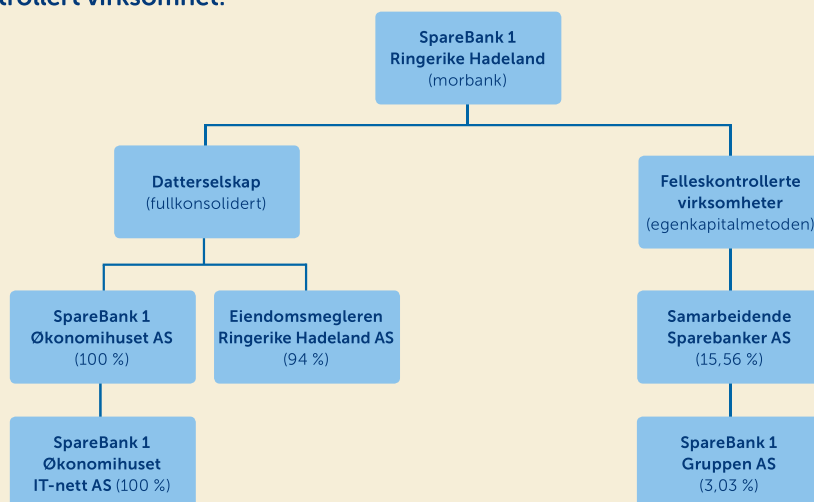 trollert virksomhet:
SpareBank 1
Ringerike Hadeland
(morbank)
Datterselskap
(fullkonsolidert)
Felleskontrollerte
virksomheter
(egenkapitalmetoden)
SpareBank 1
Økonomihuset AS
(100 %)
Eiendomsmegleren
Ringerike Hadeland AS
(94 %)
Samarbeidende
Sparebanker AS
(15,56 %)
SpareBank 1
Økonomihuset
IT-nett AS (100 %)
SpareBank 1
Gruppen AS
(3,03 %)